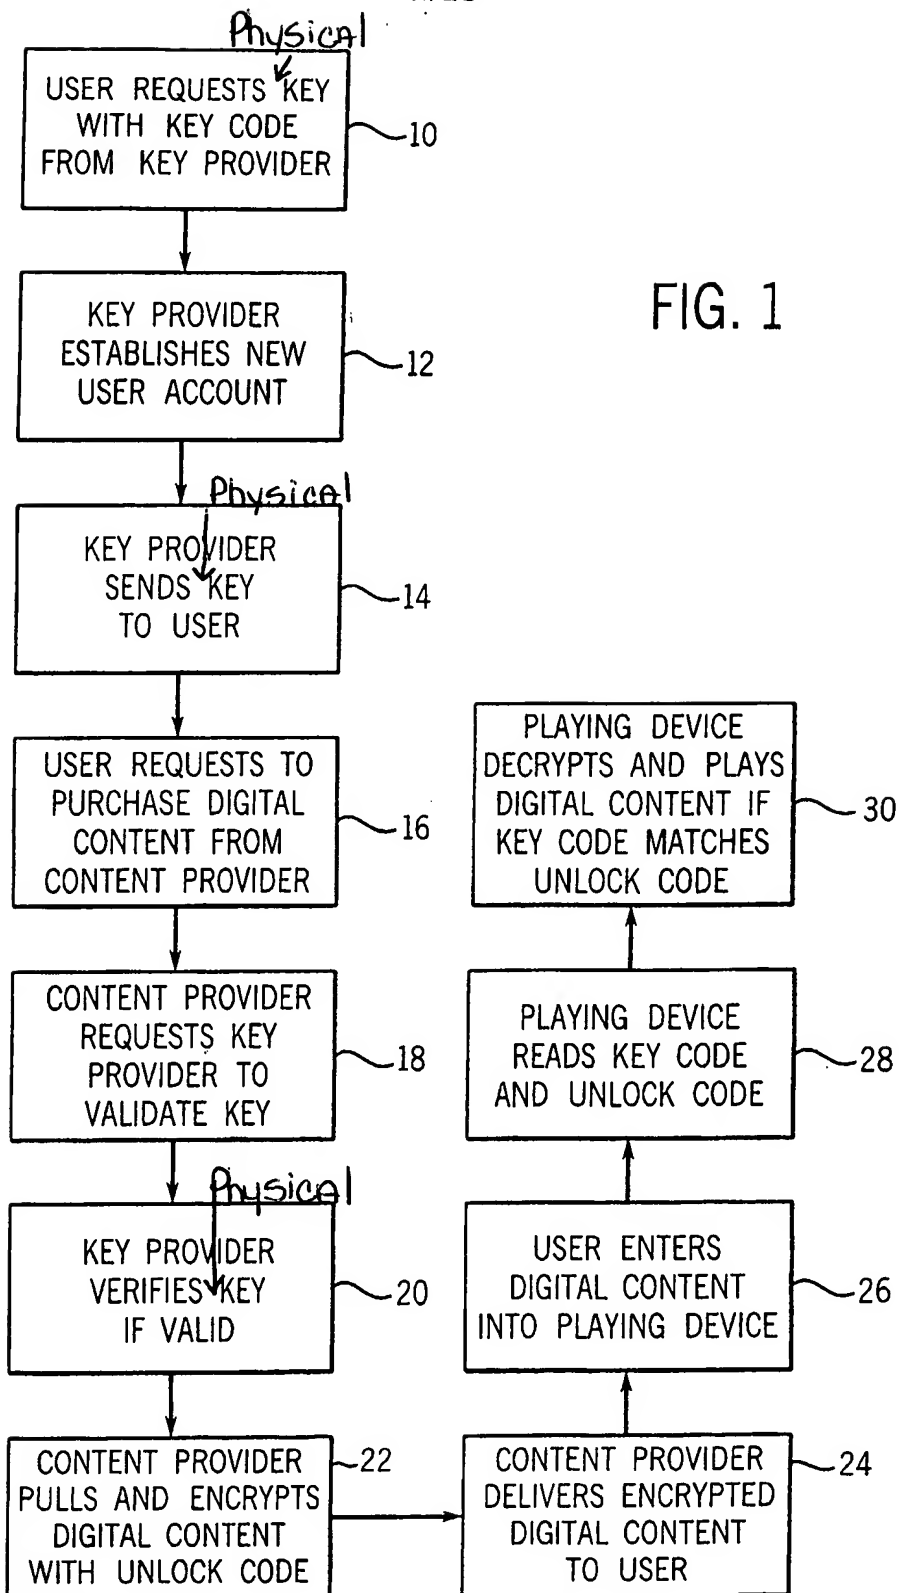 Physical
USER REQUESTS KEY
WITH KEY CODE
FROM KEY PROVIDER
10
KEY PROVIDER
ESTABLISHES NEW
USER ACCOUNT
12
FIG. 1
Physical
KEY PROVIDER
SENDS KEY
TO USER
14
USER REQUESTS TO
PURCHASE DIGITAL
CONTENT FROM
CONTENT PROVIDER
16
CONTENT PROVIDER
REQUESTS KEY
PROVIDER TO
VALIDATE KEY
18
Physical
KEY PROVIDER
VERIFIES KEY
IF VALID
20
CONTENT PROVIDER
PULLS AND ENCRYPTS
DIGITAL CONTENT
WITH UNLOCK CODE
22
CONTENT PROVIDER
DELIVERS ENCRYPTED
DIGITAL CONTENT
TO USER
24
USER ENTERS
DIGITAL CONTENT
INTO PLAYING DEVICE
26
PLAYING DEVICE
READS KEY CODE
AND UNLOCK CODE
28
PLAYING DEVICE
DECRYPTS AND PLAYS
DIGITAL CONTENT IF
KEY CODE MATCHES
UNLOCK CODE
30